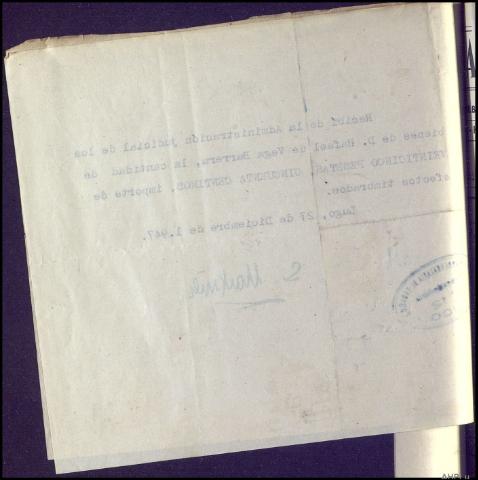 Recibí de la Administración judicial de los
bienes de D. Rafael de Vega Barrera, la cantidad de
VEINTICINCO PESETAS, CINCUENTA CENTIMOS, importe de
efectos timbrados.
Lugo, 27 de Diciembre de 1.947.
AHPLu